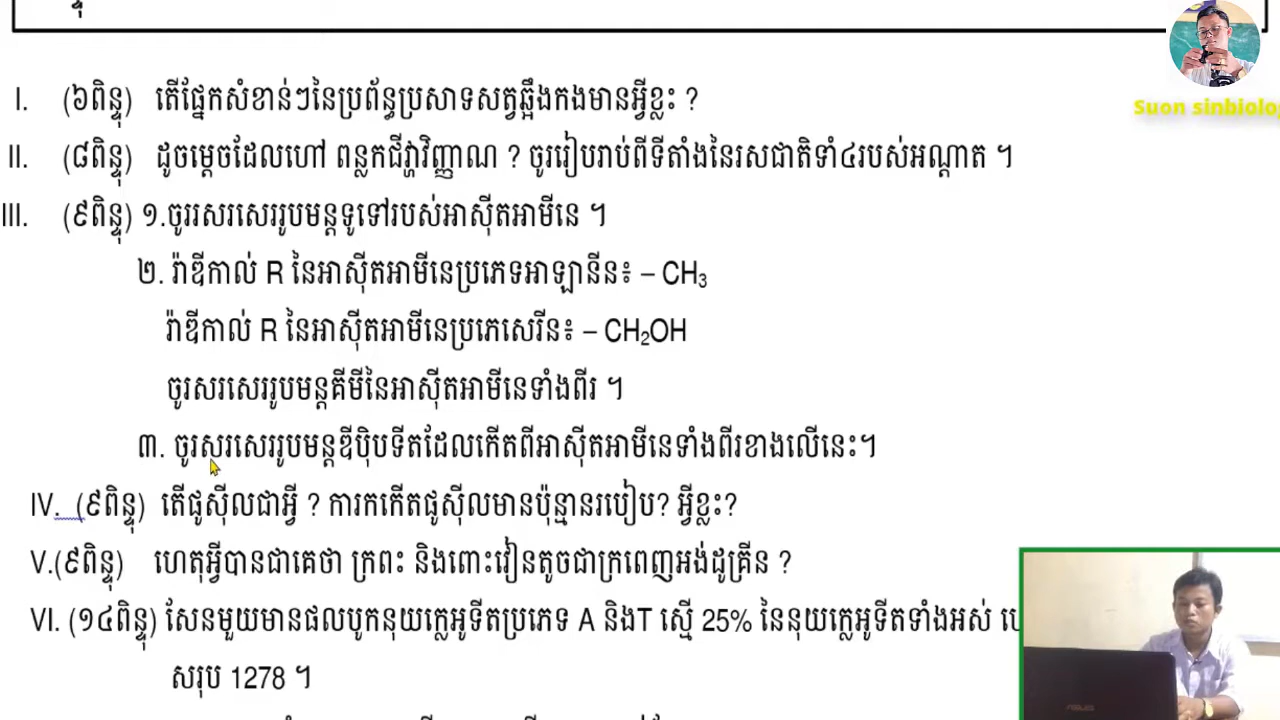 Suon sinbiolog
I. (៦ពិន្ទុ) តើផ្នែកសំខាន់ៗនៃប្រព័ន្ធប្រសាទសត្វឆ្អឹងកងមានអ្វីខ្លះ ?
II. (៨ពិន្ទុ) ដូចម្ដេចដែលហៅ ពន្លកជីវ្ហាវិញ្ញាណ ? ចូររៀបរាប់ពីទីតាំងនៃរសជាតិទាំ៤របស់អណ្ដាត ។
III. (៩ពិន្ទុ) ១.ចូររសរសេររូបមន្តទូទៅរបស់អាស៊ីតអាមីនេ ។
២. រ៉ាឌីកាល់ R នៃអាស៊ីតអាមីនេប្រភេទអាឡានីន៖ – CH₃
រ៉ាឌីកាល់ R នៃអាស៊ីតអាមីនេប្រភេសេរីន៖ – CH₂OH
ចូរសរសេររូបមន្តគីមីនៃអាស៊ីតអាមីនេទាំងពីរ ។
៣. ចូរសរសេររូបមន្តឌីប៉ិបទីតដែលកើតពីអាស៊ីតអាមីនេទាំងពីរខាងលើនេះ។
IV. (៩ពិន្ទុ) តើផូស៊ីលជាអ្វី ? ការកកើតផូស៊ីលមានប៉ុន្មានរបៀប? អ្វីខ្លះ?
V.(៩ពិន្ទុ) ហេតុអ្វីបានជាគេថា ក្រពះ និងពោះវៀនតូចជាក្រពេញអង់ដូគ្រីន ?
VI. (១៤ពិន្ទុ) សែនមួយមានផលបូកនុយក្លេអូទីតប្រភេទ A និងT ស្មើ 25% នៃនុយក្លេអូទីតទាំងអស់
សរុប 1278 ។